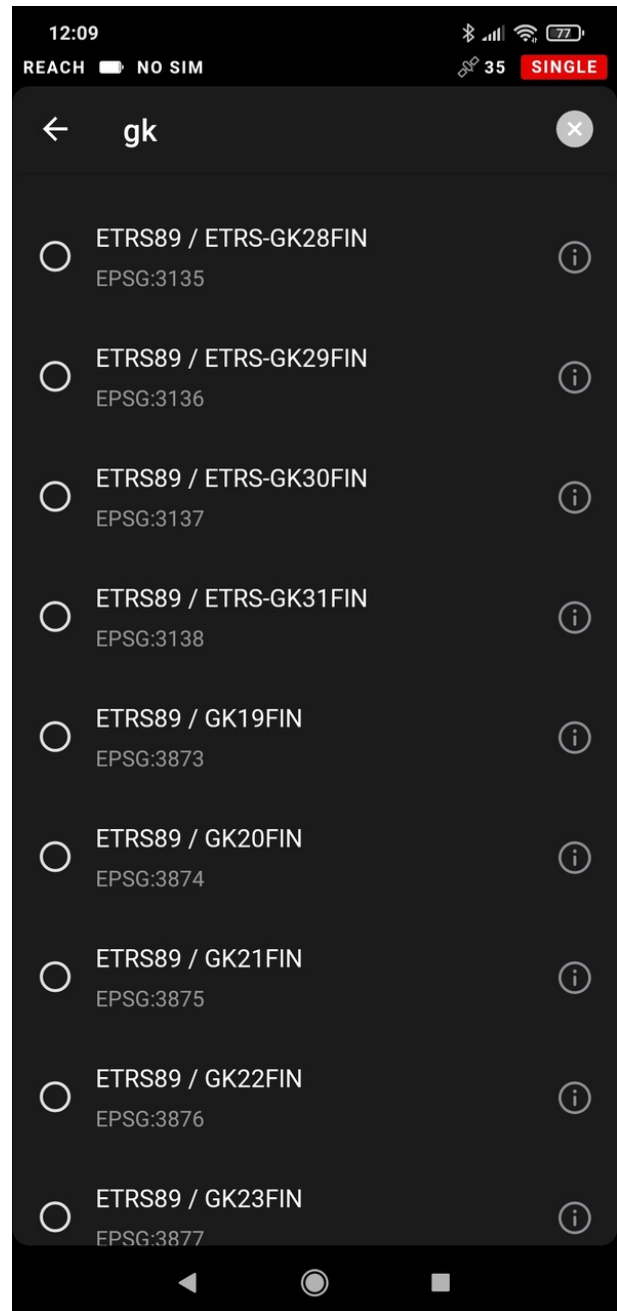 12:09
77
REACH NO SIM
35 SINGLE
gk
ETRS89 / ETRS-GK28FIN
EPSG:3135
ETRS89 / ETRS-GK29FIN
EPSG:3136
ETRS89 / ETRS-GK30FIN
EPSG:3137
ETRS89 / ETRS-GK31FIN
EPSG:3138
ETRS89 / GK19FIN
EPSG:3873
ETRS89 / GK20FIN
EPSG:3874
ETRS89 / GK21FIN
EPSG:3875
ETRS89 / GK22FIN
EPSG:3876
ETRS89 / GK23FIN
EPSG:3877